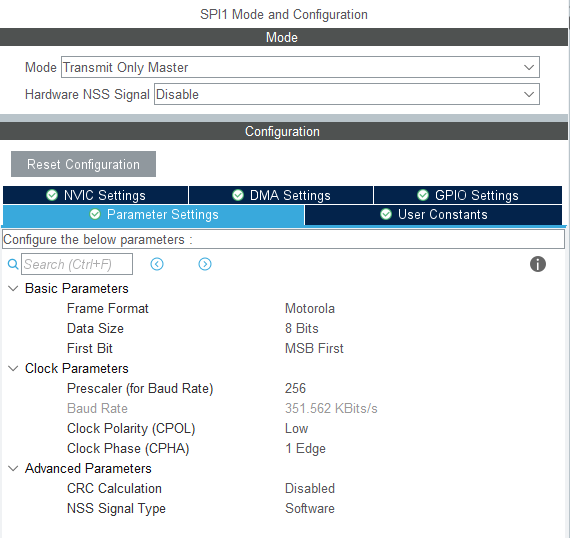 SPI1 Mode and Configuration
Mode
Mode Transmit Only Master
Hardware NSS Signal Disable
Configuration
Reset Configuration
NVIC Settings DMA Settings GPIO Settings
Parameter Settings User Constants
Configure the below parameters :
Search (Ctrl+F)
Basic Parameters
Frame Format Motorola
Data Size 8 Bits
First Bit MSB First
Clock Parameters
Prescaler (for Baud Rate) 256
Baud Rate 351.562 KBits/s
Clock Polarity (CPOL) Low
Clock Phase (CPHA) 1 Edge
Advanced Parameters
CRC Calculation Disabled
NSS Signal Type Software